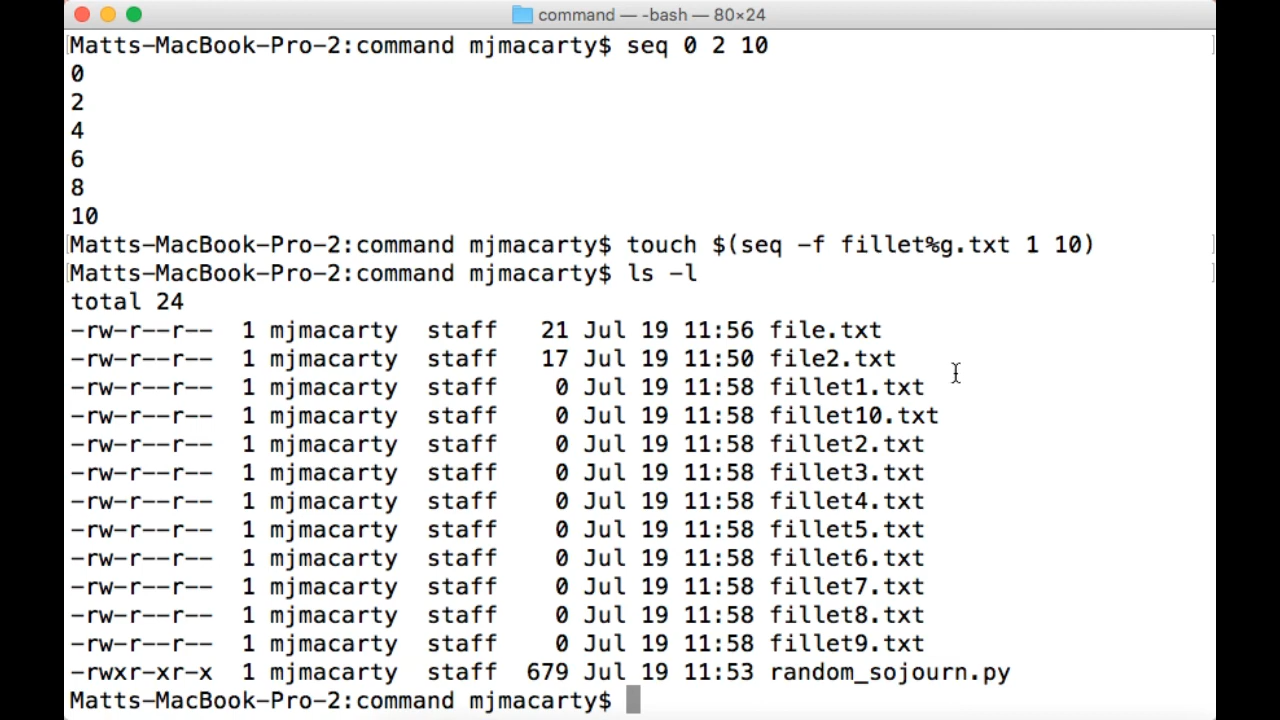 command — -bash — 80×24
Matts-MacBook-Pro-2:command mjmacarty$ seq 0 2 10
0
2
4
6
8
10
Matts-MacBook-Pro-2:command mjmacarty$ touch $(seq -f fillet%g.txt 1 10)
Matts-MacBook-Pro-2:command mjmacarty$ ls -l
total 24
-rw-r--r--  1 mjmacarty  staff   21 Jul 19 11:56 file.txt
-rw-r--r--  1 mjmacarty  staff   17 Jul 19 11:50 file2.txt
-rw-r--r--  1 mjmacarty  staff    0 Jul 19 11:58 fillet1.txt
-rw-r--r--  1 mjmacarty  staff    0 Jul 19 11:58 fillet10.txt
-rw-r--r--  1 mjmacarty  staff    0 Jul 19 11:58 fillet2.txt
-rw-r--r--  1 mjmacarty  staff    0 Jul 19 11:58 fillet3.txt
-rw-r--r--  1 mjmacarty  staff    0 Jul 19 11:58 fillet4.txt
-rw-r--r--  1 mjmacarty  staff    0 Jul 19 11:58 fillet5.txt
-rw-r--r--  1 mjmacarty  staff    0 Jul 19 11:58 fillet6.txt
-rw-r--r--  1 mjmacarty  staff    0 Jul 19 11:58 fillet7.txt
-rw-r--r--  1 mjmacarty  staff    0 Jul 19 11:58 fillet8.txt
-rw-r--r--  1 mjmacarty  staff    0 Jul 19 11:58 fillet9.txt
-rwxr-xr-x  1 mjmacarty  staff  679 Jul 19 11:53 random_sojourn.py
Matts-MacBook-Pro-2:command mjmacarty$